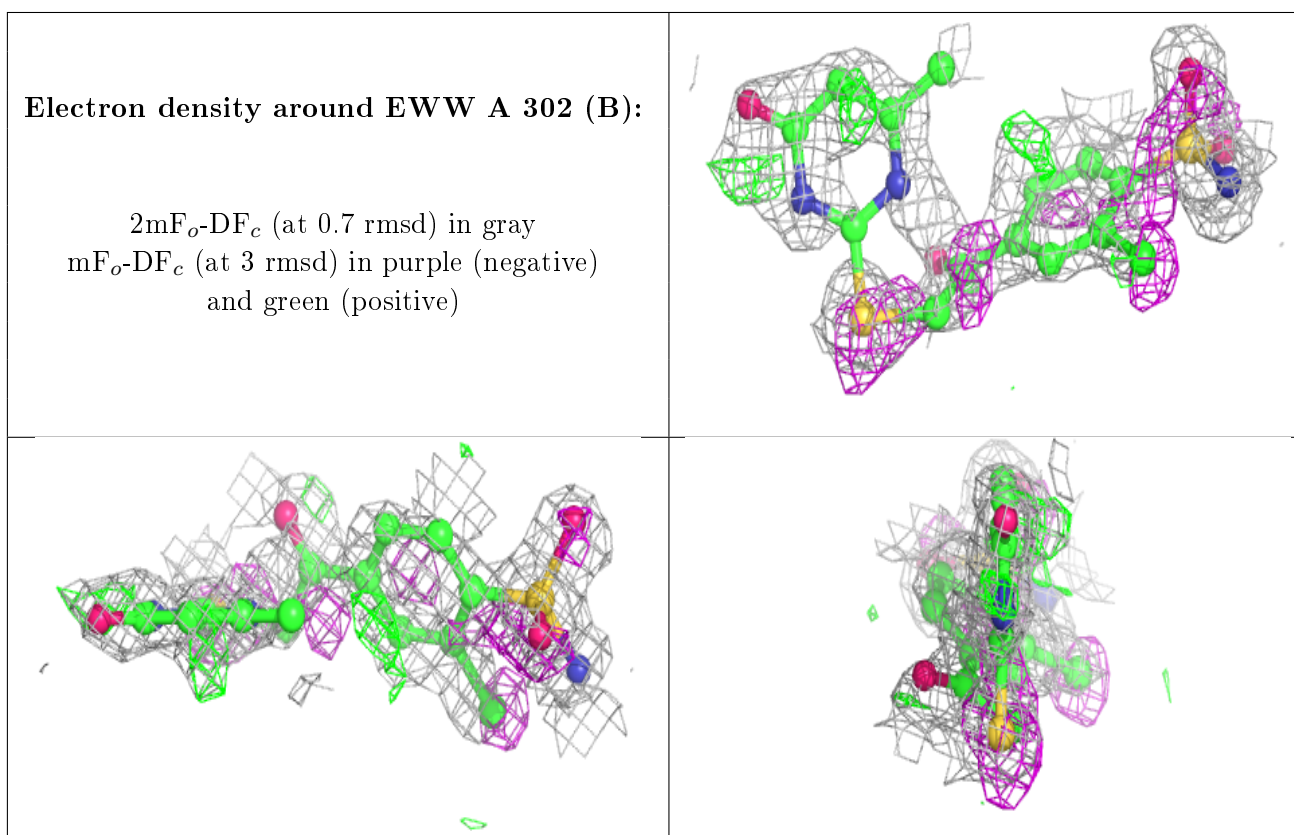 Electron density around EWW A 302 (B):
2mFₒ-DF𝒸 (at 0.7 rmsd) in gray
mFₒ-DF𝒸 (at 3 rmsd) in purple (negative)
and green (positive)